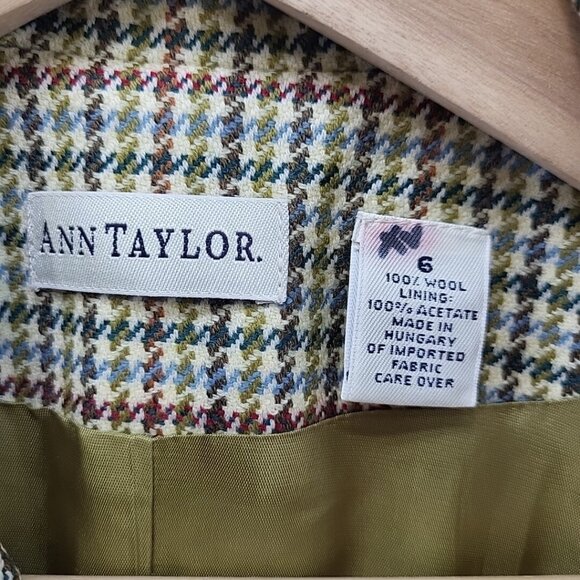 ANN TAYLOR.
6
100% WOOL
LINING:
100% ACETATE
MADE IN
HUNGARY
OF IMPORTED
FABRIC
CARE OVER